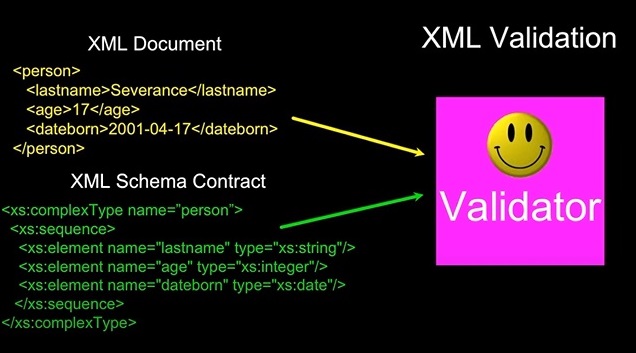 XML Document
XML Validation
<person>
<lastname>Severance</lastname>
<age>17</age>
<dateborn>2001-04-17</dateborn>
</person>
XML Schema Contract
<xs:complexType name="person">
<xs:sequence>
<xs:element name="lastname" type="xs:string"/>
<xs:element name="age" type="xs:integer"/>
<xs:element name="dateborn" type="xs:date"/>
</xs:sequence>
</xs:complexType>
Validator